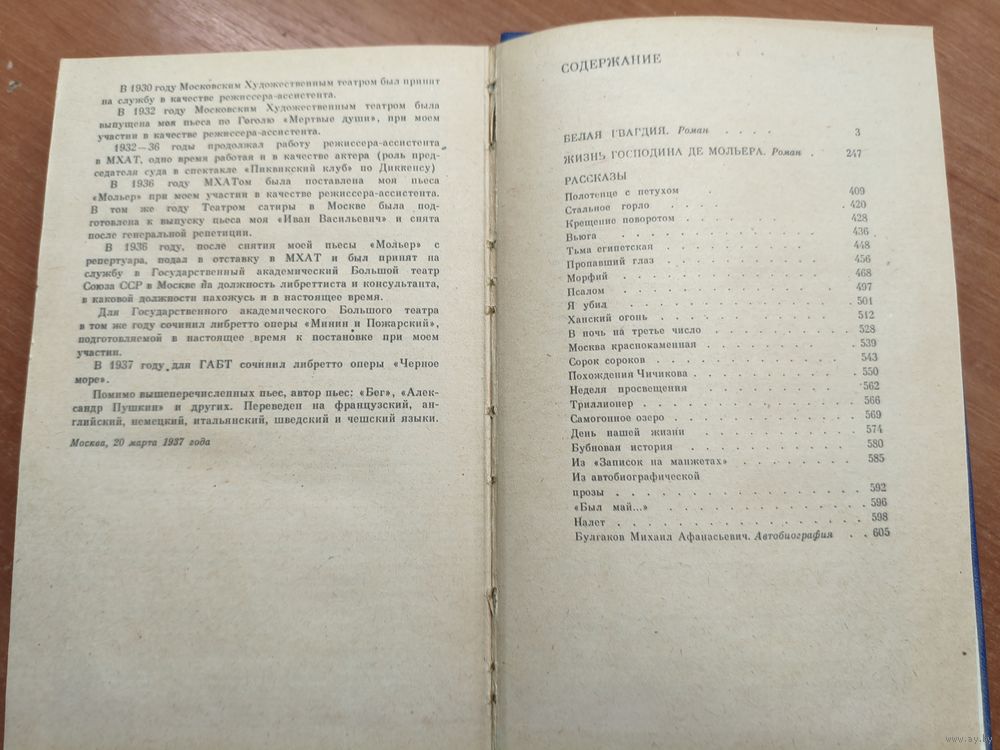 В 1930 году Московским Художественным театром был принят
на службу в качестве режиссера-ассистента.
В 1932 году Московским Художественным театром была
выпущена моя пьеса по Гоголю «Мертвые души», при моем
участии в качестве режиссера-ассистента.
1932—36 годы продолжал работу режиссера-ассистента
в МХАТ, одно время работая и в качестве актера (роль пред-
седателя суда в спектакле «Пиквикский клуб» по Диккенсу)
В 1936 году МХАТом была поставлена моя пьеса
«Мольер» при моем участии в качестве режиссера-ассистента.
В том же году Театром сатиры в Москве была под-
готовлена к выпуску пьеса моя «Иван Васильевич» и снята
после генеральной репетиции.
В 1936 году, после снятия моей пьесы «Мольер» с
репертуара, подал в отставку в МХАТ и был принят на
службу в Государственный академический Большой театр
Союза ССР в Москве на должность либреттиста и консультанта,
в каковой должности нахожусь и в настоящее время.
Для Государственного академического Большого театра
в том же году сочинил либретто оперы «Минин и Пожарский»,
подготовляемой в настоящее время к постановке при моем
участии.
В 1937 году для ГАБТ сочинил либретто оперы «Черное
море».
Помимо вышеперечисленных пьес, автор пьес: «Бег», «Алек-
сандр Пушкин» и других. Переведен на французский, ан-
глийский, немецкий, итальянский, шведский и чешский языки.
Москва, 20 марта 1937 года
СОДЕРЖАНИЕ
БЕЛАЯ ГВАРДИЯ. Роман . . . . 3
ЖИЗНЬ ГОСПОДИНА ДЕ МОЛЬЕРА. Роман . 247
РАССКАЗЫ
Полотенце с петухом . 409
Стальное горло . . . . 420
Крещение поворотом . . . . 428
Вьюга . . . . 436
Тьма египетская . . . . 448
Пропавший глаз . . . . 456
Морфий . . . . 468
Псалом . . . . 497
Я убил . . . . 501
Ханский огонь . . . . 512
В ночь на третье число . . . . 528
Москва краснокаменная . . . . 539
Сорок сороков . . . . 543
Похождения Чичикова . . . . 550
Неделя просвещения . . . . 562
Триллионер . . . . 566
Самогонное озеро . . . . 569
День нашей жизни . . . . 574
Бубновая история . . . . 580
Из «Записок на манжетах» . . . . 585
Из автобиографической
прозы . . . . 592
«Был май...» . . . . 596
Налет . . . . 598
Булгаков Михаил Афанасьевич. Автобиография . . 605
www.ay.by